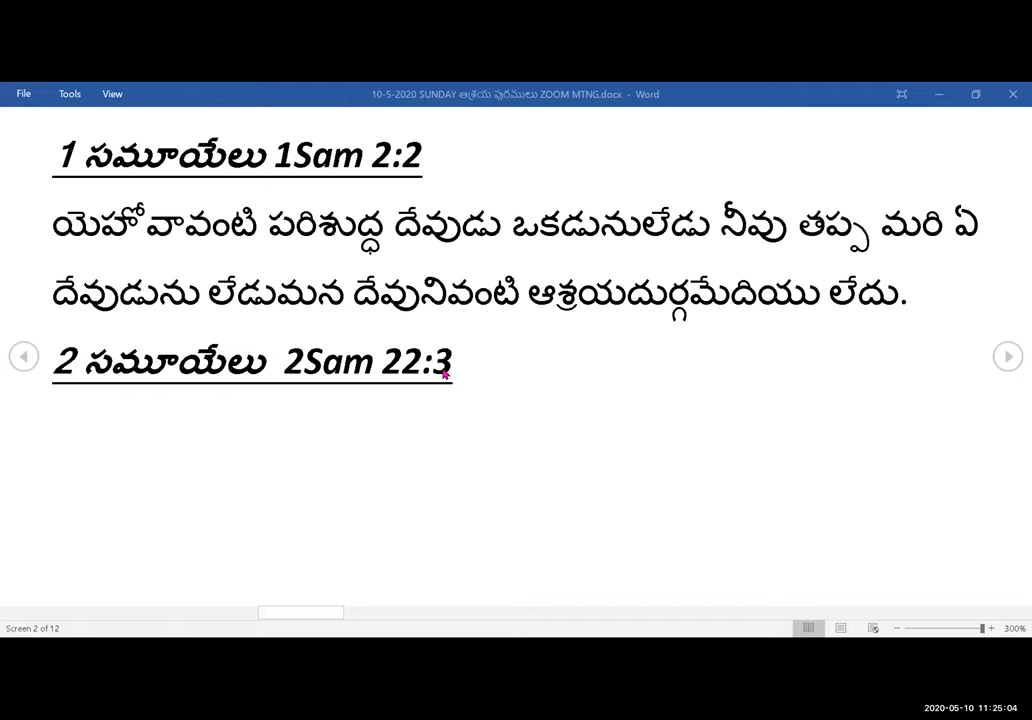 File Tools View 10-5-2020 SUNDAY ఆశ్రయ పురములు ZOOM MTNG.docx - Word
1 సమూయేలు 1Sam 2:2
యెహోవావంటి పరిశుద్ధ దేవుడు ఒకడునులేడు నీవు తప్ప మరి ఏ
దేవుడును లేడుమన దేవునివంటి ఆశ్రయదుర్గమేదియు లేదు.
2 సమూయేలు 2Sam 22:3
Screen 2 of 12 300%
2020-05-10 11:25:04